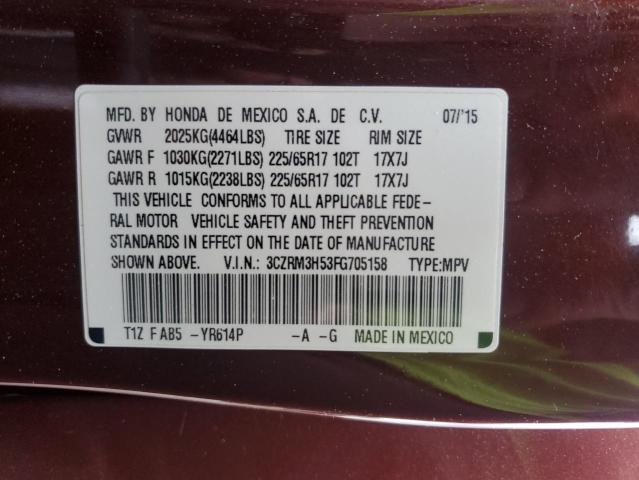 MFD. BY HONDA DE MEXICO S.A. DE C.V. 07/'15
GVWR 2025KG(4464LBS) TIRE SIZE RIM SIZE
GAWR F 1030KG(2271LBS) 225/65R17 102T 17X7J
GAWR R 1015KG(2238LBS) 225/65R17 102T 17X7J
THIS VEHICLE CONFORMS TO ALL APPLICABLE FEDE-
RAL MOTOR VEHICLE SAFETY AND THEFT PREVENTION
STANDARDS IN EFFECT ON THE DATE OF MANUFACTURE
SHOWN ABOVE. V.I.N.: 3CZRM3H53FG705158 TYPE:MPV
T1Z F AB5 -YR614P -A -G MADE IN MEXICO